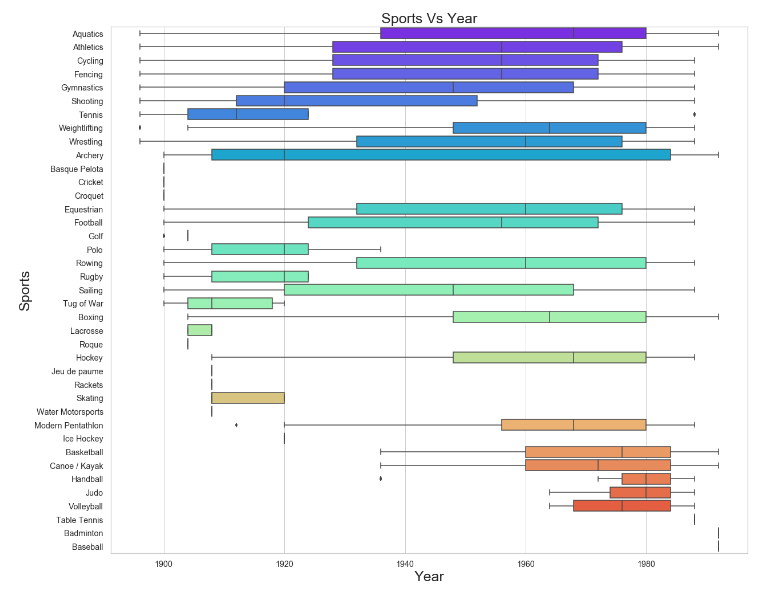 Sports Vs Year
Aquatics
Athletics
Cycling
Fencing
Gymnastics
Shooting
Tennis
Weightlifting
Wrestling
Archery
Basque Pelota
Cricket
Croquet
Equestrian
Football
Golf
Polo
Rowing
Rugby
Sailing
Tug of War
Boxing
Lacrosse
Roque
Hockey
Jeu de paume
Rackets
Skating
Water Motorsports
Modern Pentathlon
Ice Hockey
Basketball
Canoe / Kayak
Handball
Judo
Volleyball
Table Tennis
Badminton
Baseball
Sports
1900 1920 1940 1960 1980
Year